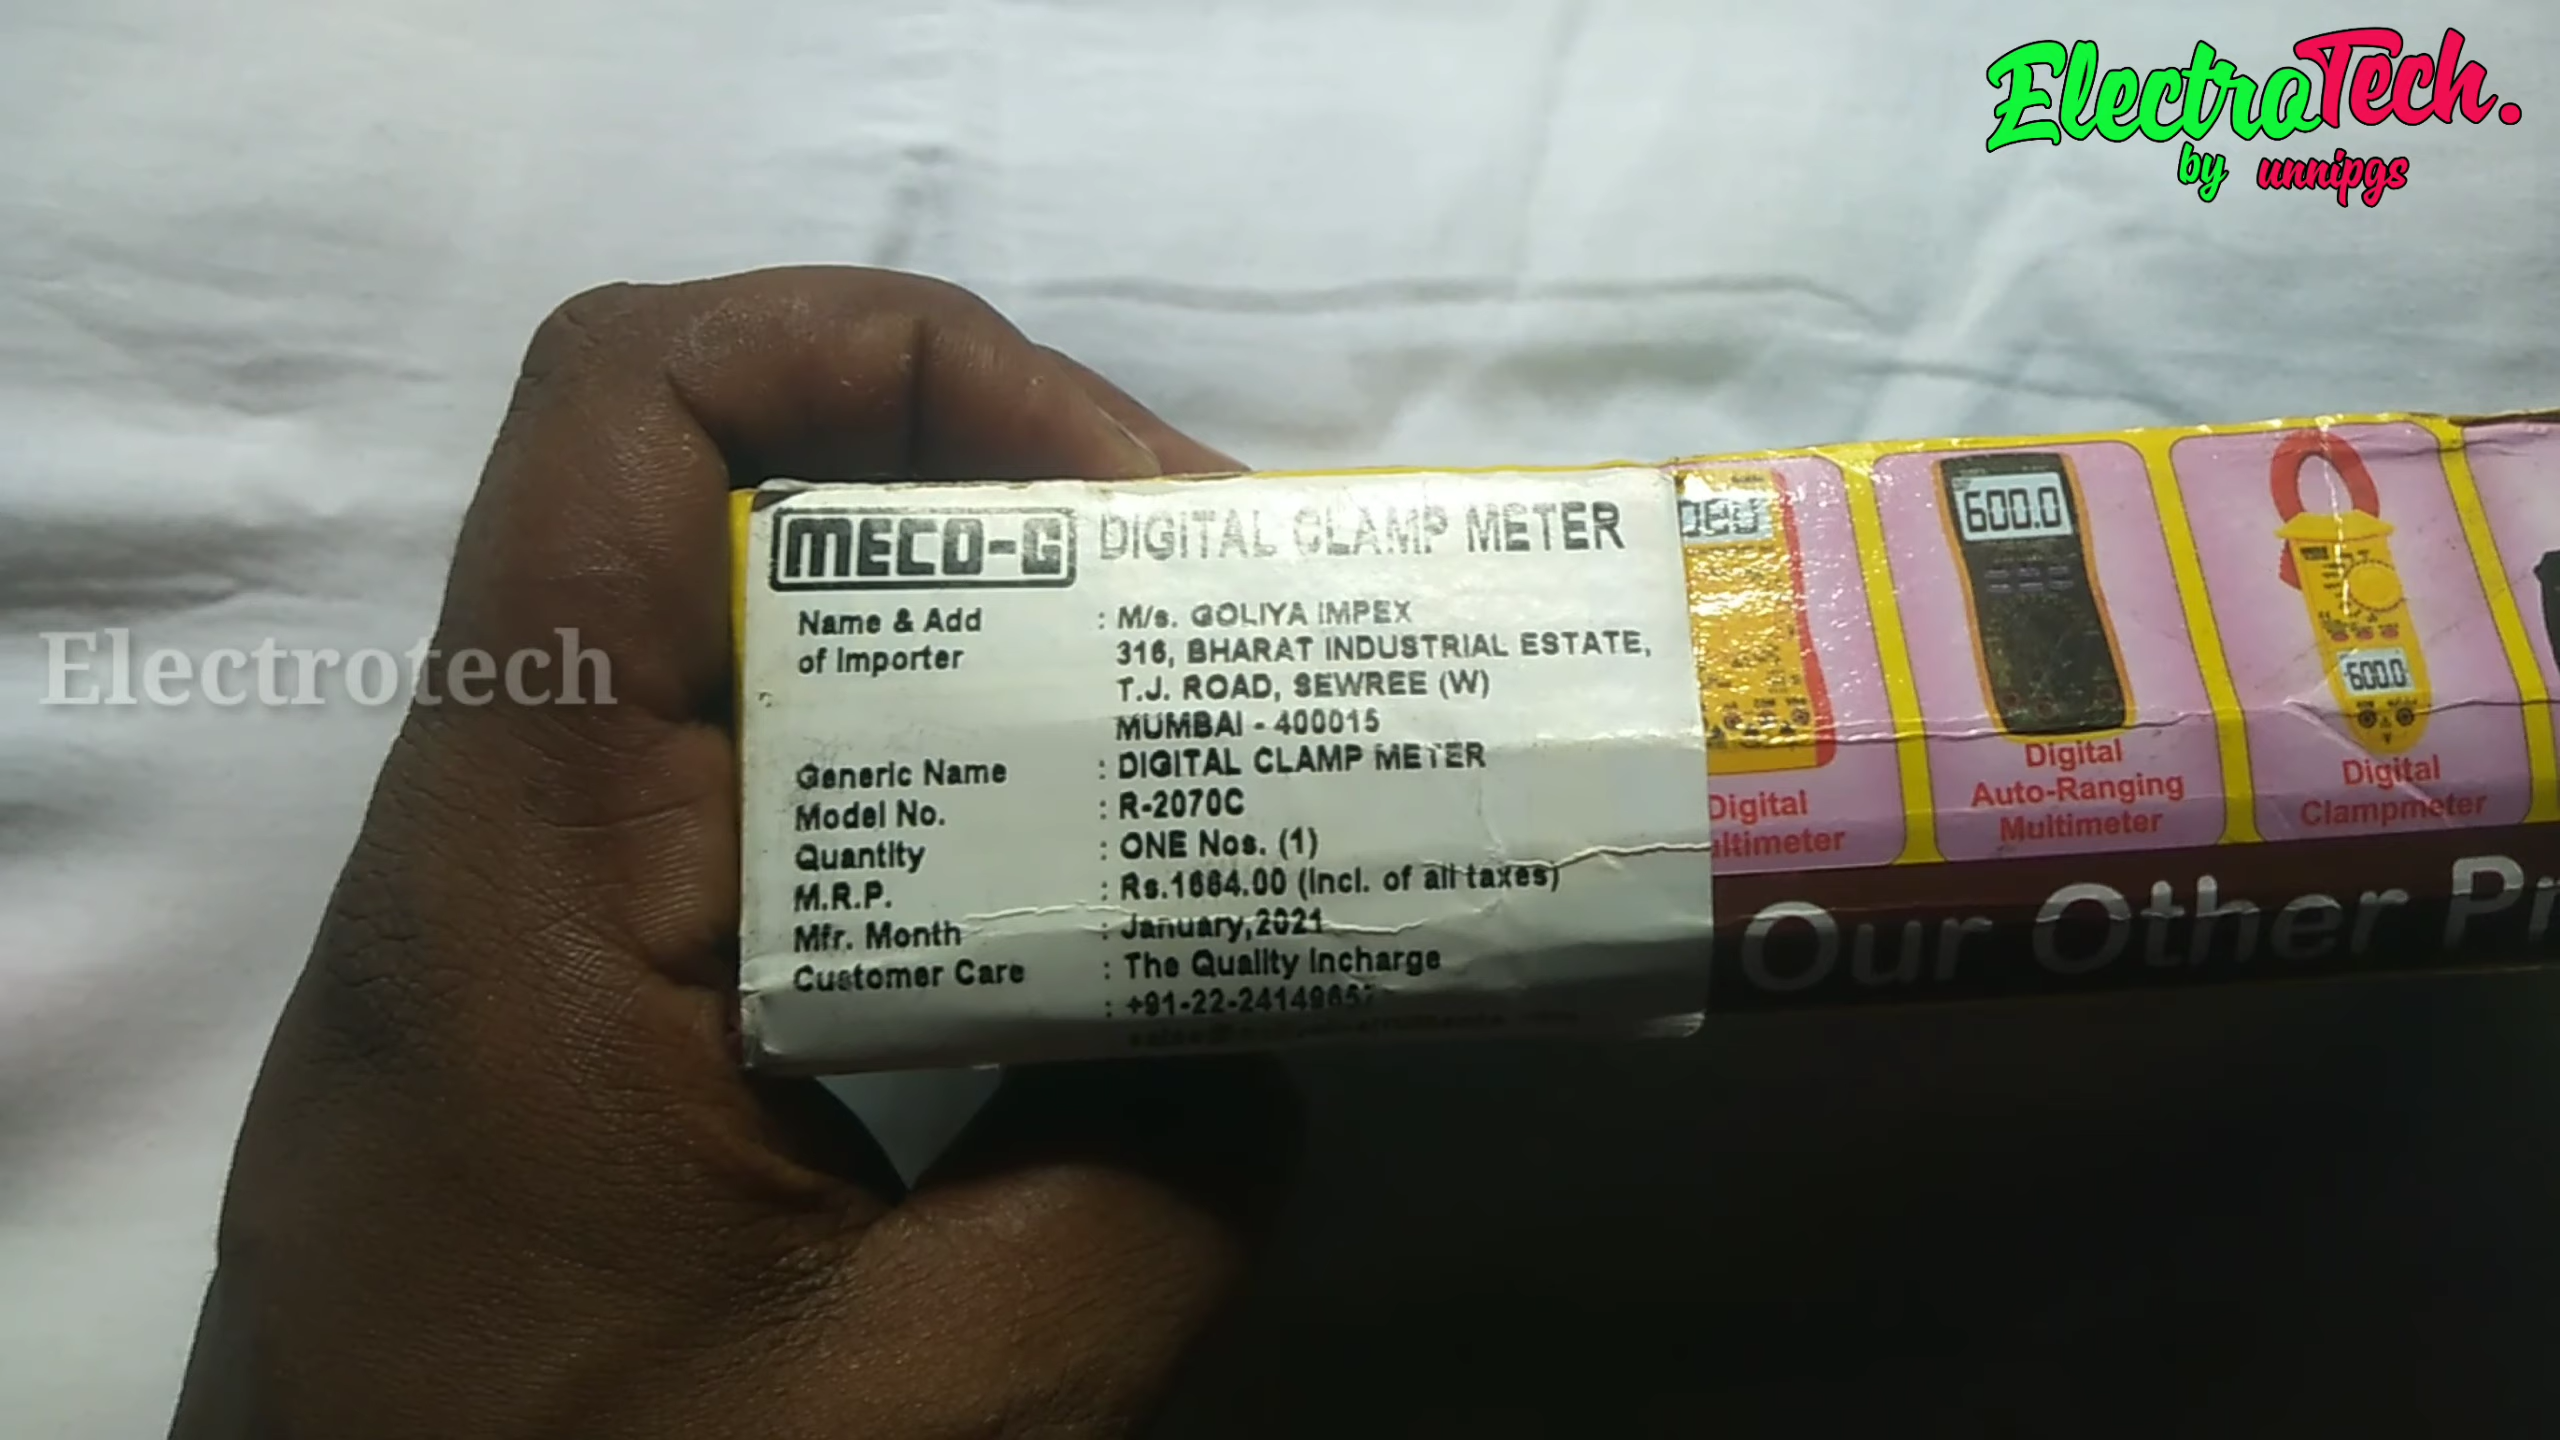 ElectroTech.
by unnipgs
Electrotech
MECO-G DIGITAL CLAMP METER
Name & Add : M/s. GOLIYA IMPEX
of Importer 316, BHARAT INDUSTRIAL ESTATE,
T.J. ROAD, SEWREE (W)
MUMBAI - 400015
Generic Name : DIGITAL CLAMP METER
Model No. : R-2070C
Quantity : ONE Nos. (1)
M.R.P. : Rs.1664.00 (Incl. of all taxes)
Mfr. Month : January,2021
Customer Care : The Quality Incharge
: +91-22-24149657
600.0
600.0
Digital
Digital
Auto-Ranging
Multimeter
Digital
Clampmeter
Our Other